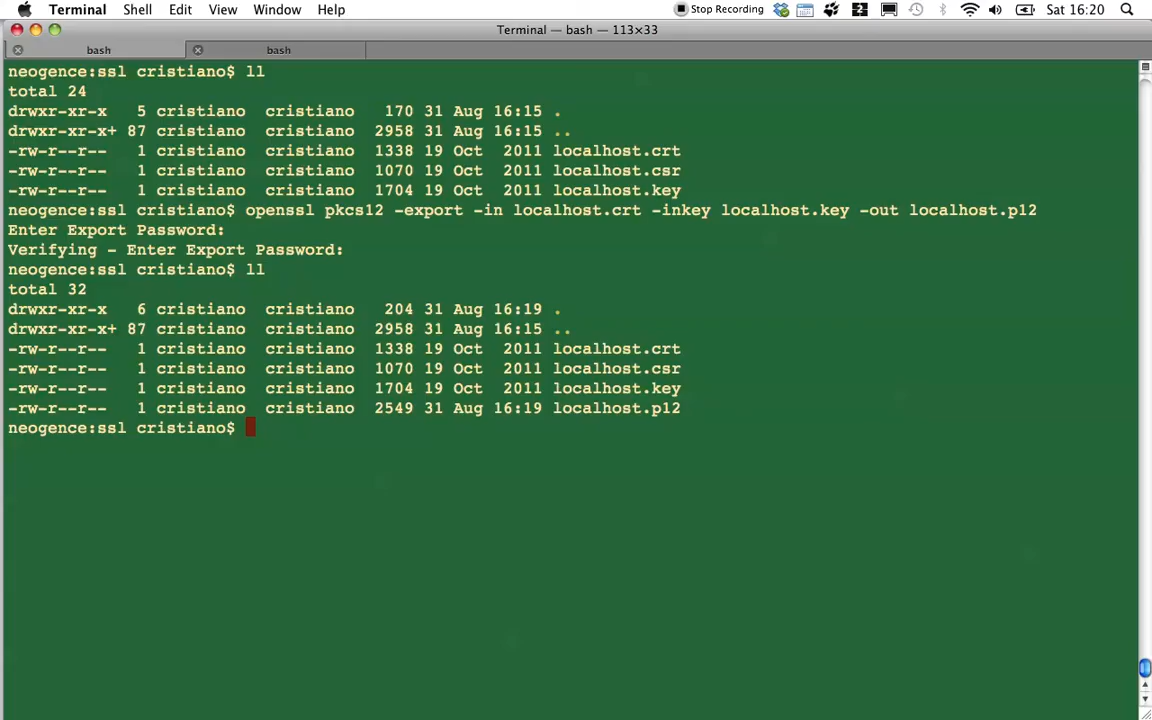 Terminal Shell Edit View Window Help Stop Recording Sat 16:20
Terminal — bash — 113×33
bash bash
neogence:ssl cristiano$ ll
total 24
drwxr-xr-x   5 cristiano  cristiano   170 31 Aug 16:15 .
drwxr-xr-x+ 87 cristiano  cristiano  2958 31 Aug 16:15 ..
-rw-r--r--   1 cristiano  cristiano  1338 19 Oct  2011 localhost.crt
-rw-r--r--   1 cristiano  cristiano  1070 19 Oct  2011 localhost.csr
-rw-r--r--   1 cristiano  cristiano  1704 19 Oct  2011 localhost.key
neogence:ssl cristiano$ openssl pkcs12 -export -in localhost.crt -inkey localhost.key -out localhost.p12
Enter Export Password:
Verifying - Enter Export Password:
neogence:ssl cristiano$ ll
total 32
drwxr-xr-x   6 cristiano  cristiano   204 31 Aug 16:19 .
drwxr-xr-x+ 87 cristiano  cristiano  2958 31 Aug 16:15 ..
-rw-r--r--   1 cristiano  cristiano  1338 19 Oct  2011 localhost.crt
-rw-r--r--   1 cristiano  cristiano  1070 19 Oct  2011 localhost.csr
-rw-r--r--   1 cristiano  cristiano  1704 19 Oct  2011 localhost.key
-rw-r--r--   1 cristiano  cristiano  2549 31 Aug 16:19 localhost.p12
neogence:ssl cristiano$